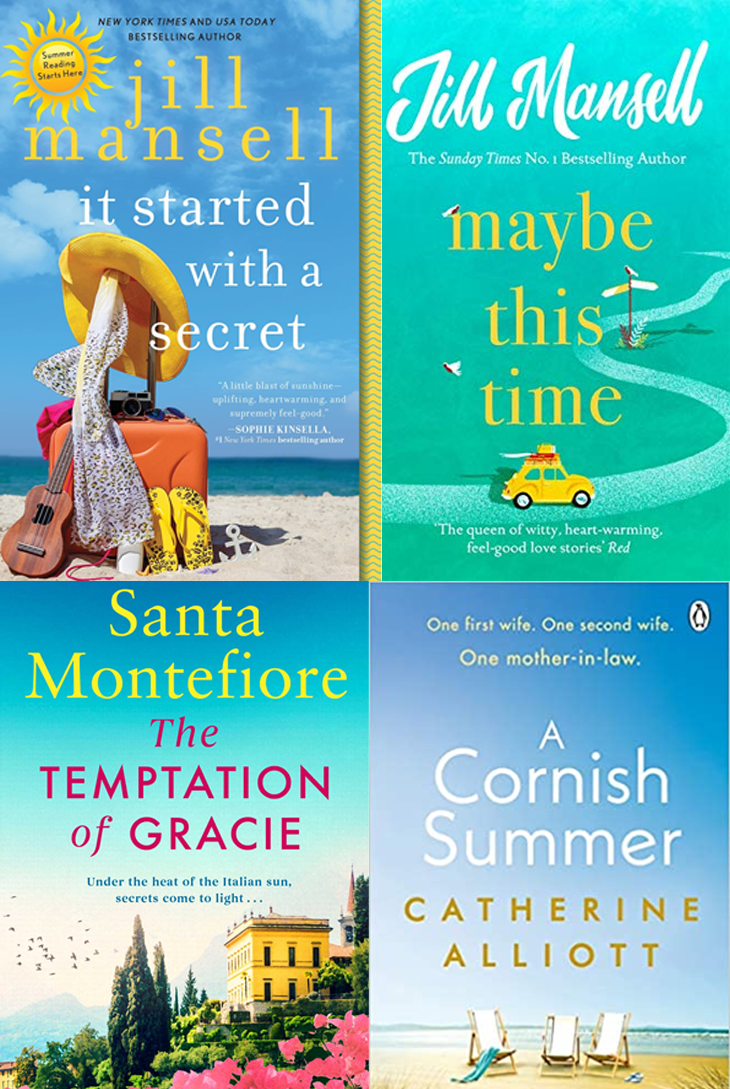 NEW YORK TIMES AND USA TODAY
BESTSELLING AUTHOR
Summer
Reading
Starts Here
jill
mansell
it started
with a
secret
"A little blast of sunshine—
uplifting, heartwarming, and
supremely feel-good."
—SOPHIE KINSELLA,
#1 New York Times bestselling author
Jill Mansell
The Sunday Times No. 1 Bestselling Author
maybe
this
time
'The queen of witty, heart-warming,
feel-good love stories' Red
Santa
Montefiore
The
TEMPTATION
of GRACIE
Under the heat of the Italian sun,
secrets come to light . . .
One first wife. One second wife.
One mother-in-law.
A
Cornish
Summer
CATHERINE
ALLIOTT